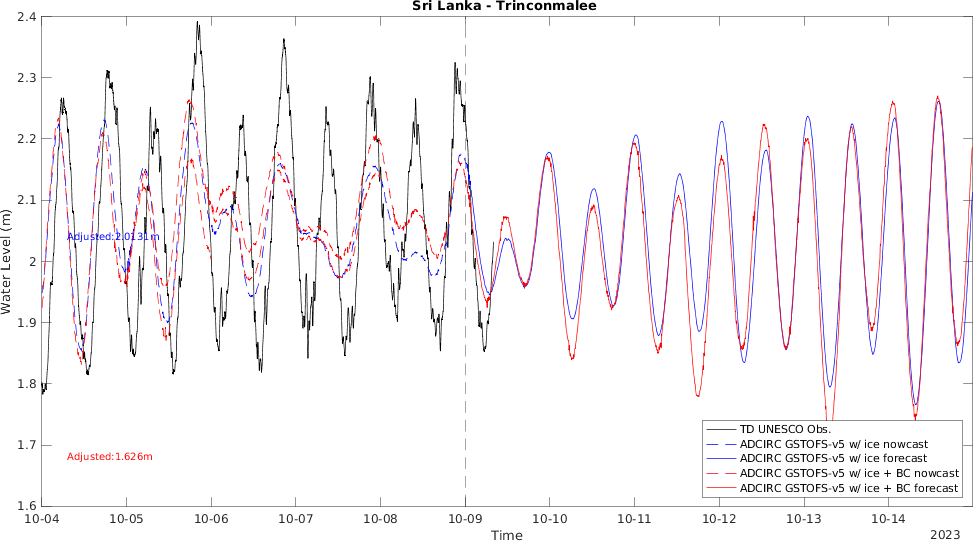 Sri Lanka - Trinconmalee
2.4
2.3
2.2
2.1
2
1.9
1.8
1.7
1.6
Water Level (m)
Adjusted:2.0131m
Adjusted:1.626m
TD UNESCO Obs.
ADCIRC GSTOFS-v5 w/ ice nowcast
ADCIRC GSTOFS-v5 w/ ice forecast
ADCIRC GSTOFS-v5 w/ ice + BC nowcast
ADCIRC GSTOFS-v5 w/ ice + BC forecast
10-04 10-05 10-06 10-07 10-08 10-09 10-10 10-11 10-12 10-13 10-14
Time
2023